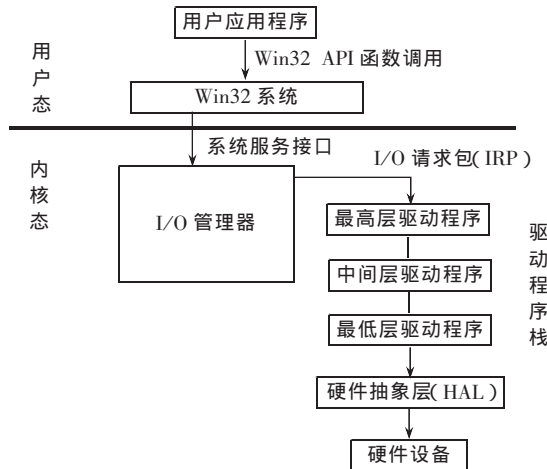 用户应用程序
Win32 API 函数调用
用户态
Win32 系统
系统服务接口
I/O 请求包(IRP)
内核态
I/O 管理器
最高层驱动程序
中间层驱动程序
最低层驱动程序
驱动程序栈
硬件抽象层(HAL)
硬件设备